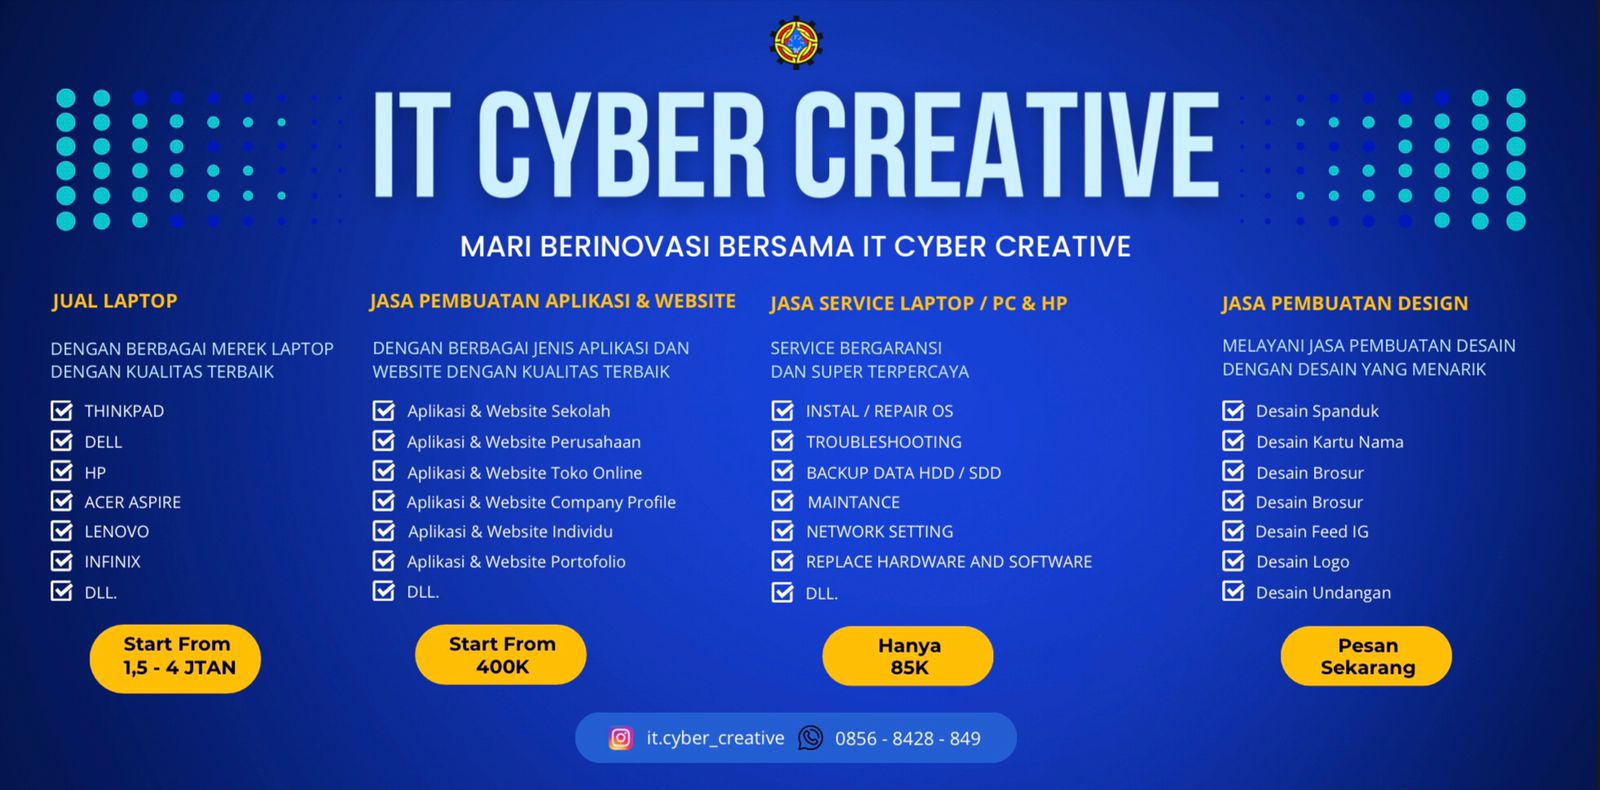 IT CYBER CREATIVE
MARI BERINOVASI BERSAMA IT CYBER CREATIVE
JUAL LAPTOP
DENGAN BERBAGAI MEREK LAPTOP
DENGAN KUALITAS TERBAIK
THINKPAD
DELL
HP
ACER ASPIRE
LENOVO
INFINIX
DLL.
Start From
1,5 - 4 JTAN
JASA PEMBUATAN APLIKASI & WEBSITE
DENGAN BERBAGAI JENIS APLIKASI DAN
WEBSITE DENGAN KUALITAS TERBAIK
Aplikasi & Website Sekolah
Aplikasi & Website Perusahaan
Aplikasi & Website Toko Online
Aplikasi & Website Company Profile
Aplikasi & Website Individu
Aplikasi & Website Portofolio
DLL.
Start From
400K
JASA SERVICE LAPTOP / PC & HP
SERVICE BERGARANSI
DAN SUPER TERPERCAYA
INSTAL / REPAIR OS
TROUBLESHOOTING
BACKUP DATA HDD / SDD
MAINTANCE
NETWORK SETTING
REPLACE HARDWARE AND SOFTWARE
DLL.
Hanya
85K
JASA PEMBUATAN DESIGN
MELAYANI JASA PEMBUATAN DESAIN
DENGAN DESAIN YANG MENARIK
Desain Spanduk
Desain Kartu Nama
Desain Brosur
Desain Brosur
Desain Feed IG
Desain Logo
Desain Undangan
Pesan
Sekarang
it.cyber_creative
0856 - 8428 - 849